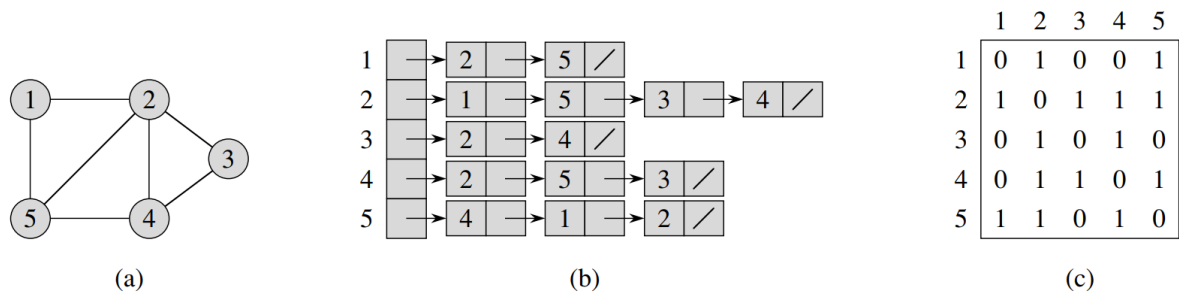 1 2
3
5 4
(a)
1 2 5
2 1 5 3 4
3 2 4
4 2 5 3
5 4 1 2
(b)
1 2 3 4 5
1 0 1 0 0 1
2 1 0 1 1 1
3 0 1 0 1 0
4 0 1 1 0 1
5 1 1 0 1 0
(c)